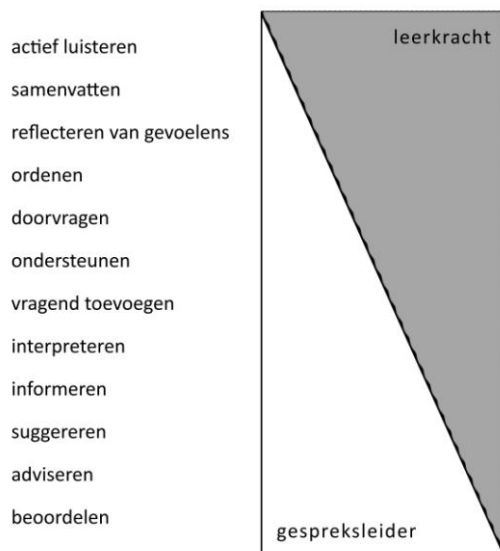 leerkracht
actief luisteren
samenvatten
reflecteren van gevoelens
ordenen
doorvragen
ondersteunen
vragend toevoegen
interpreteren
informeren
suggereren
adviseren
beoordelen
gespreksleider